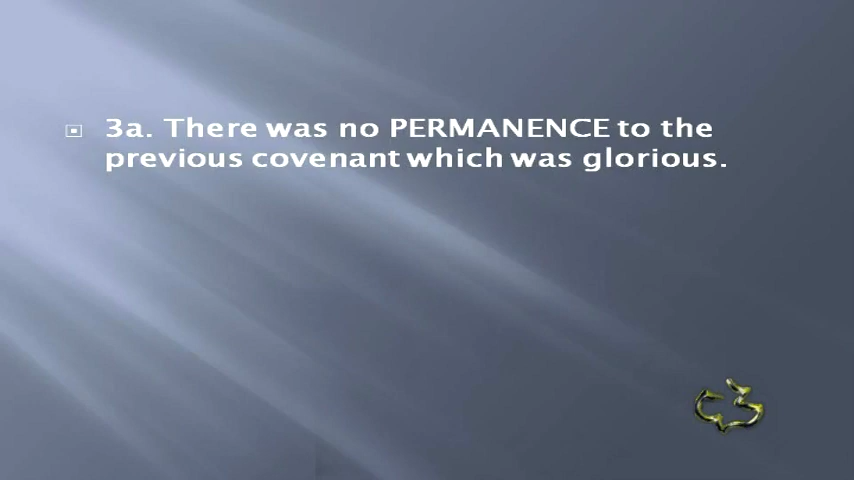 3a. There was no PERMANENCE to the
previous covenant which was glorious.